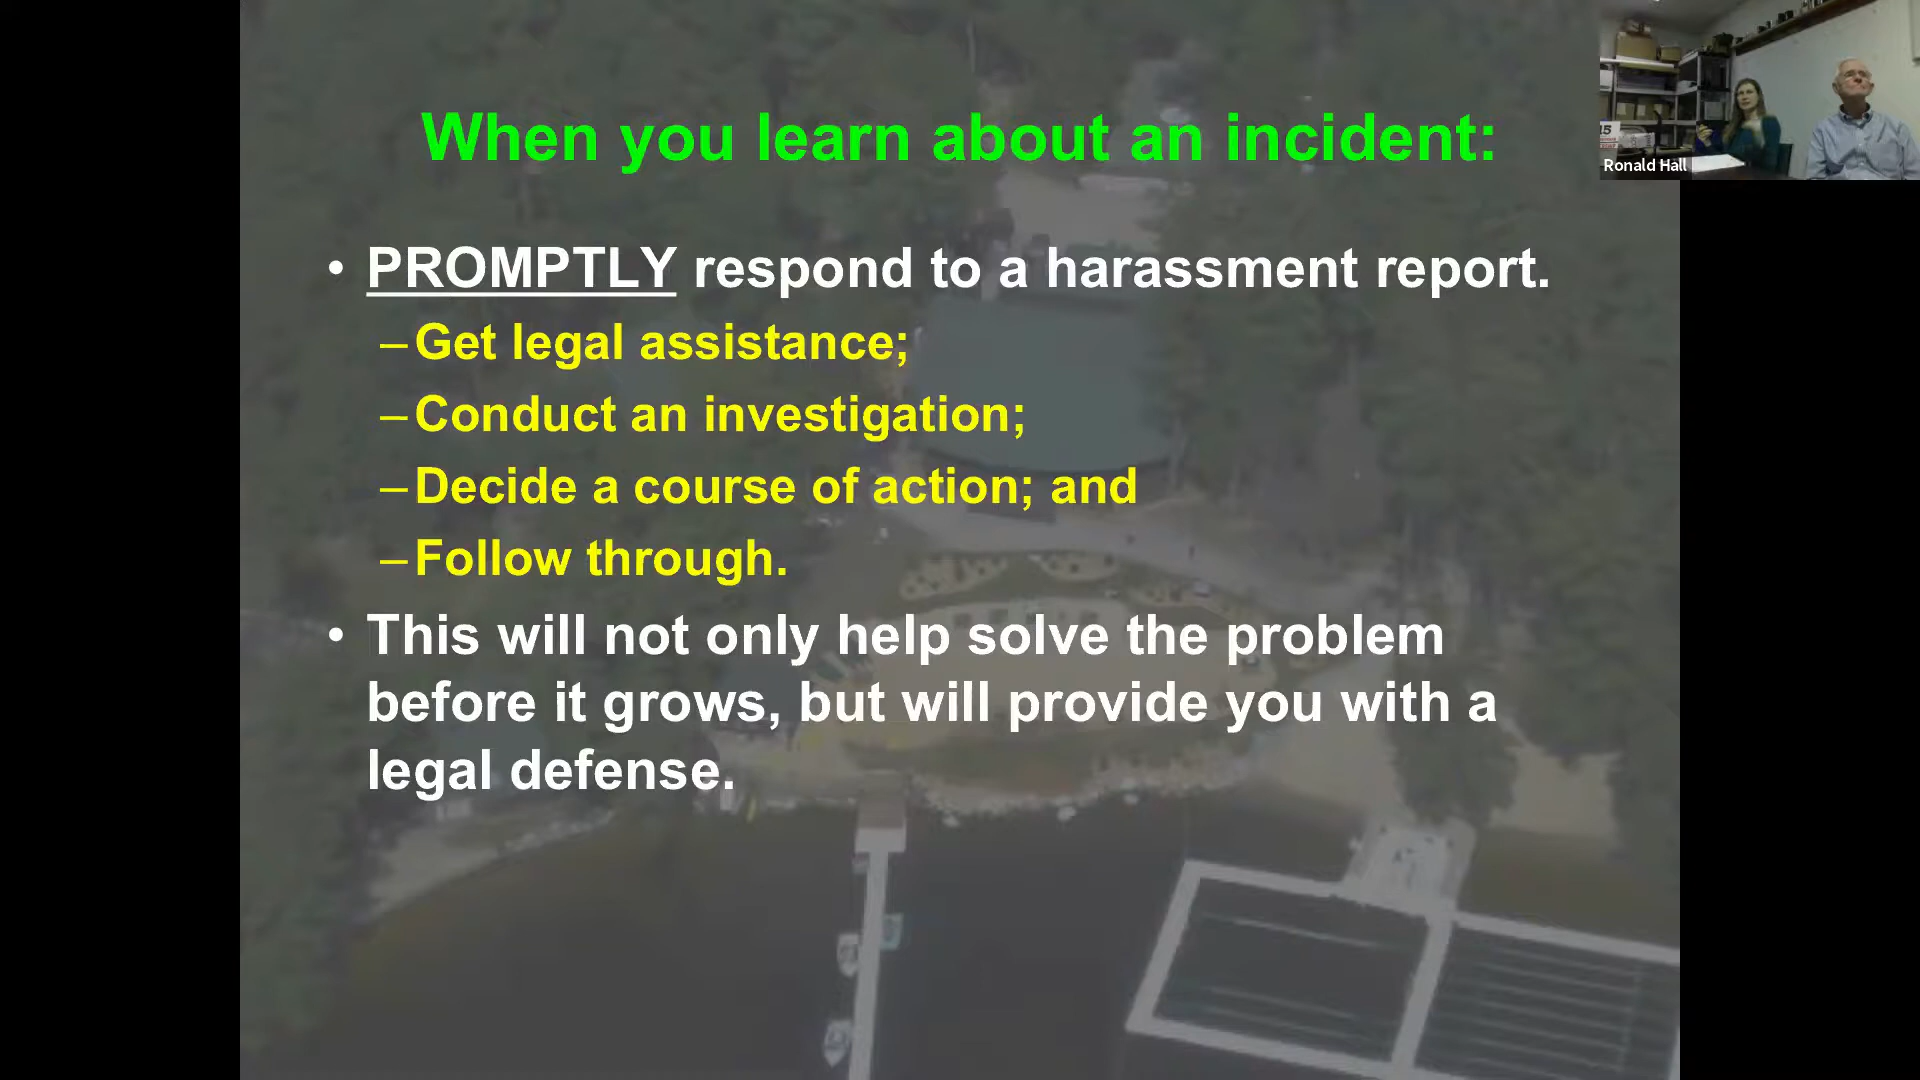 When you learn about an incident:
• PROMPTLY respond to a harassment report.
–Get legal assistance;
–Conduct an investigation;
–Decide a course of action; and
–Follow through.
• This will not only help solve the problem
before it grows, but will provide you with a
legal defense.
15
Ronald Hall